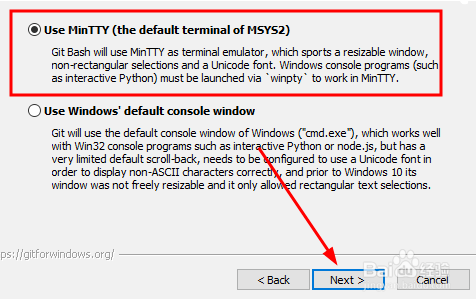 Use MinTTY (the default terminal of MSYS2)
Git Bash will use MinTTY as terminal emulator, which sports a resizable window,
non-rectangular selections and a Unicode font. Windows console programs (such
as interactive Python) must be launched via `winpty` to work in MinTTY.
Use Windows' default console window
Git will use the default console window of Windows ("cmd.exe"), which works well
with Win32 console programs such as interactive Python or node.js, but has a
very limited default scroll-back, needs to be configured to use a Unicode font in
order to display non-ASCII characters correctly, and prior to Windows 10 its
window was not freely resizable and it only allowed rectangular text selections.
ps://gitforwindows.org/
< Back
Next >
Cancel